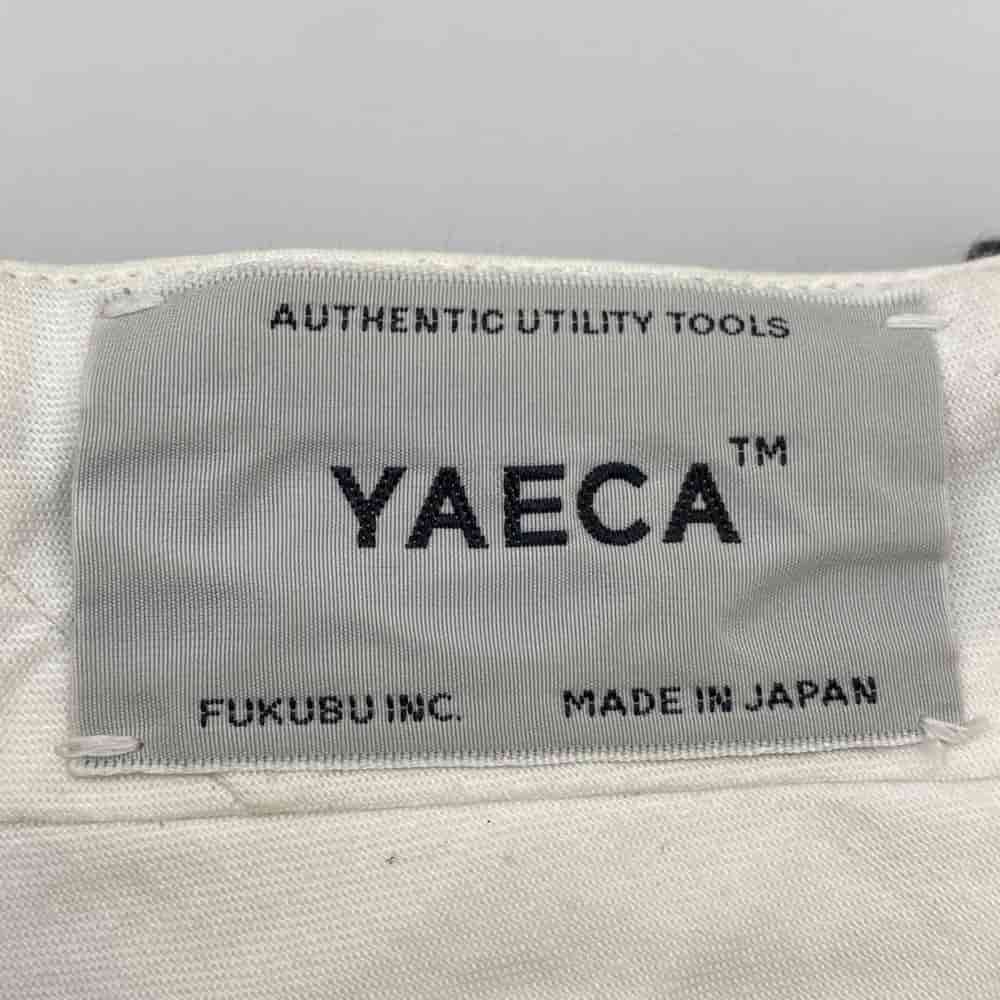 AUTHENTIC UTILITY TOOLS
YAECA™
FUKUBU INC. MADE IN JAPAN